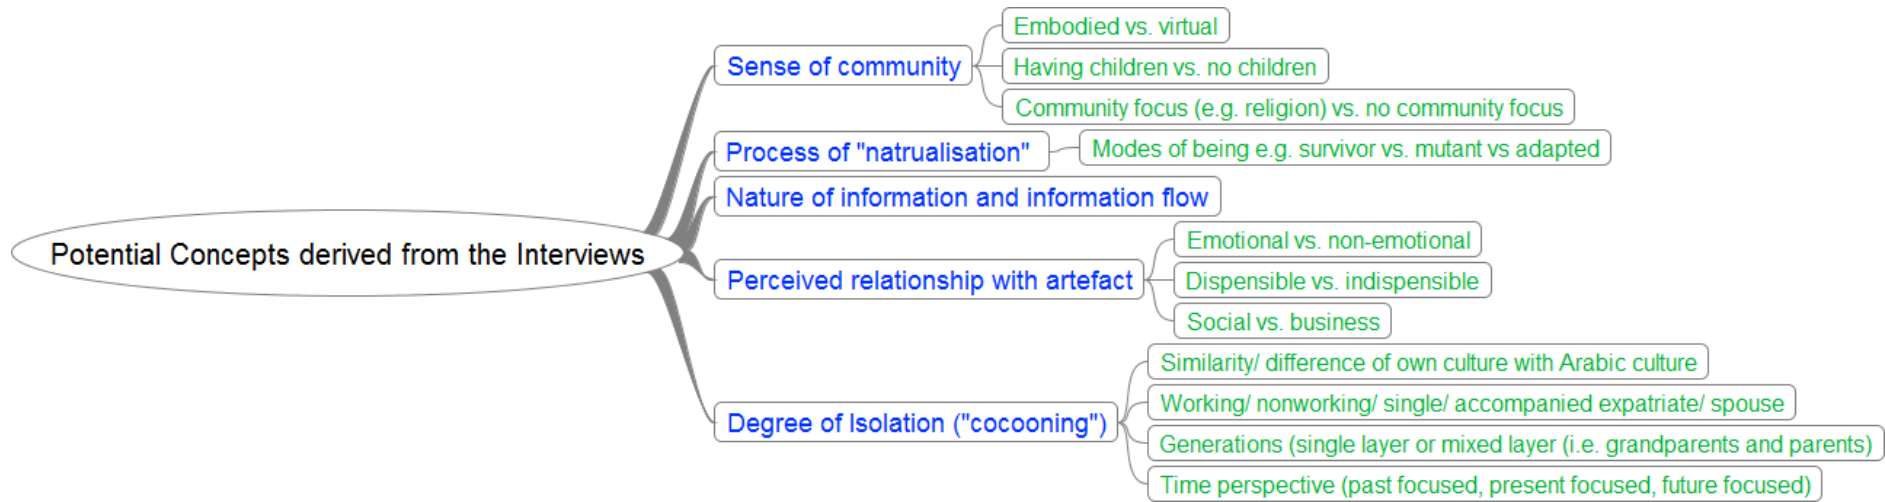 Potential Concepts derived from the Interviews
Sense of community
Embodied vs. virtual
Having children vs. no children
Community focus (e.g. religion) vs. no community focus
Process of "natrualisation"
Modes of being e.g. survivor vs. mutant vs adapted
Nature of information and information flow
Perceived relationship with artefact
Emotional vs. non-emotional
Dispensible vs. indispensible
Social vs. business
Degree of Isolation ("cocooning")
Similarity/ difference of own culture with Arabic culture
Working/ nonworking/ single/ accompanied expatriate/ spouse
Generations (single layer or mixed layer (i.e. grandparents and parents)
Time perspective (past focused, present focused, future focused)